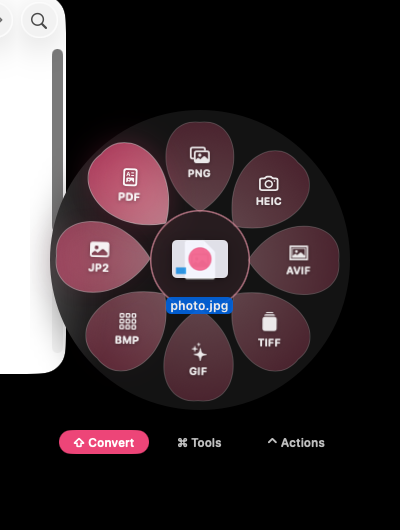 PNG
PDF
HEIC
JP2
AVIF
photo.jpg
BMP
TIFF
GIF
⇧ Convert
⌘ Tools
⌃ Actions